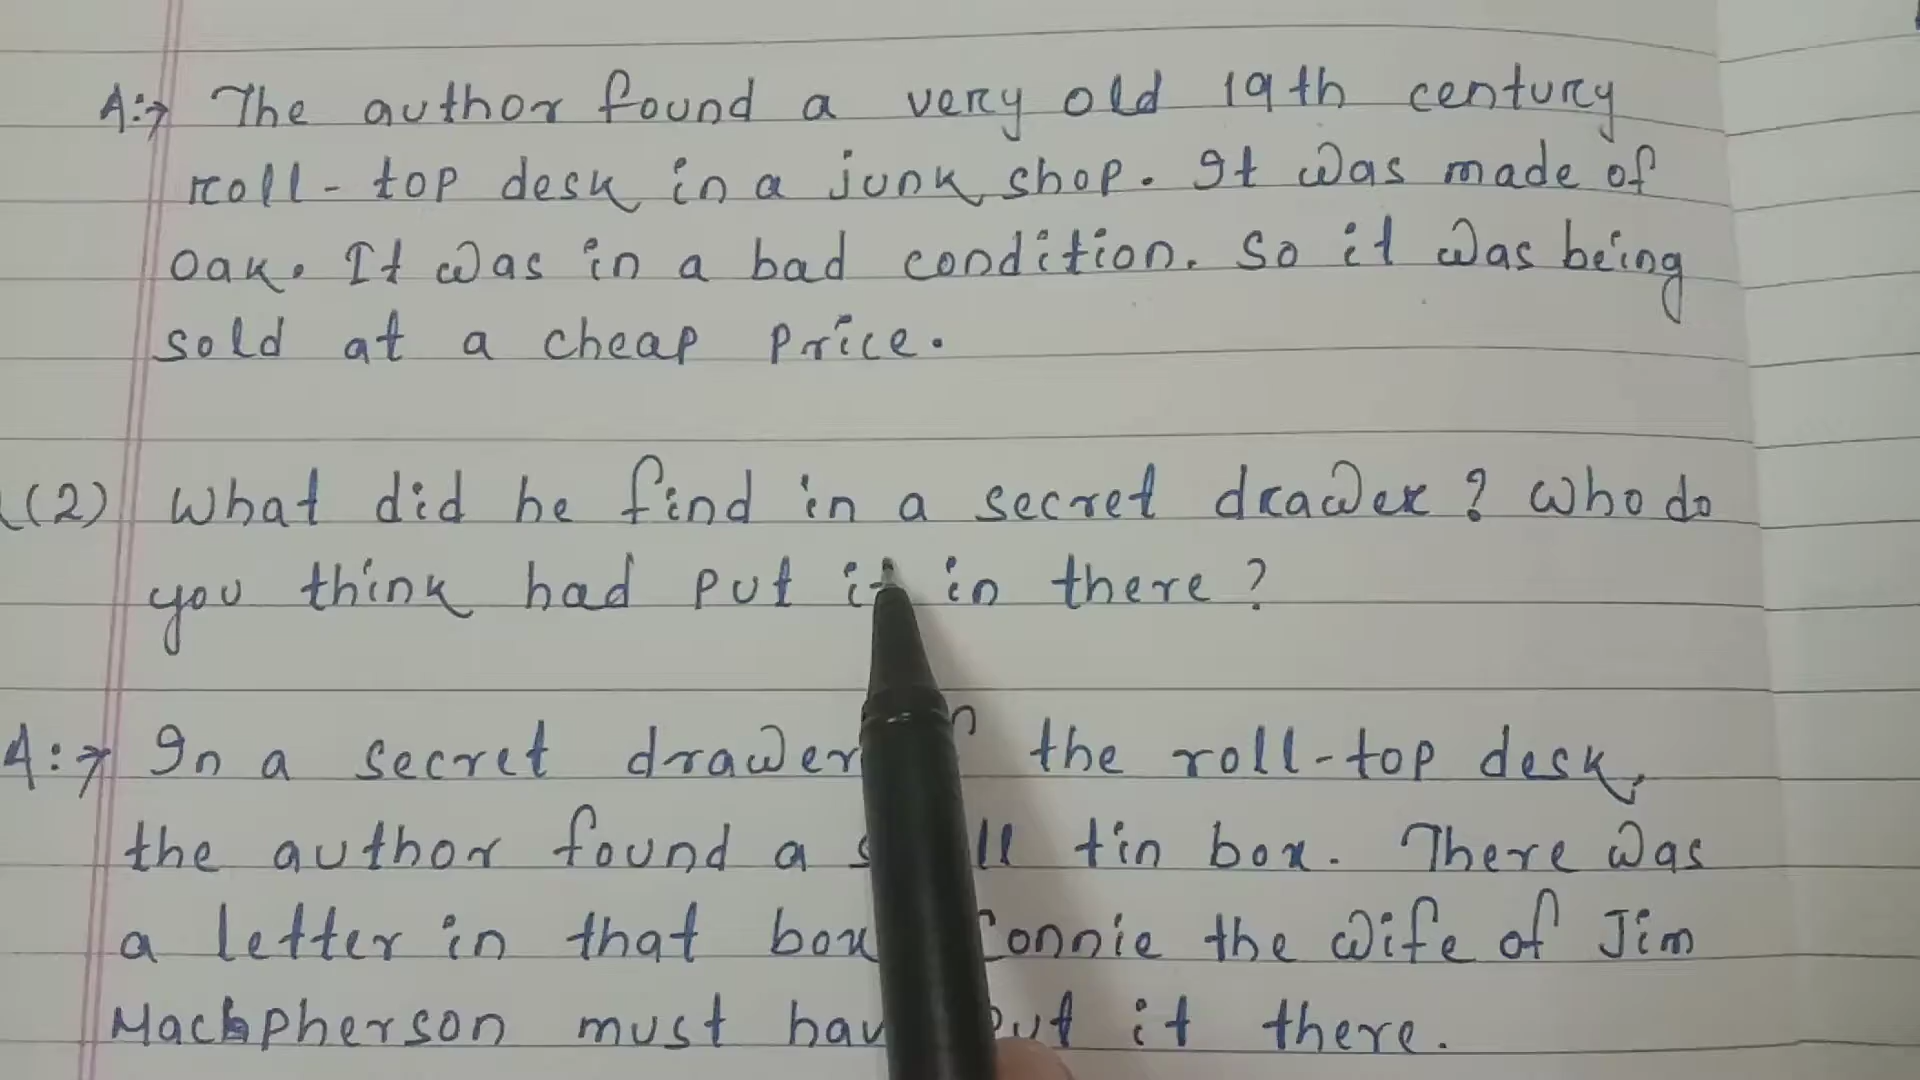 A:→ The author found a very old 19th century
roll-top desk in a junk shop. It was made of
oak. It was in a bad condition. So it was being
sold at a cheap price.
(2) What did he find in a secret drawer? Who do
you think had put it in there?
A:→ In a secret drawer the roll-top desk,
the author found a tin box. There was
a letter in that box Connie the wife of Jim
Macpherson must put it there.